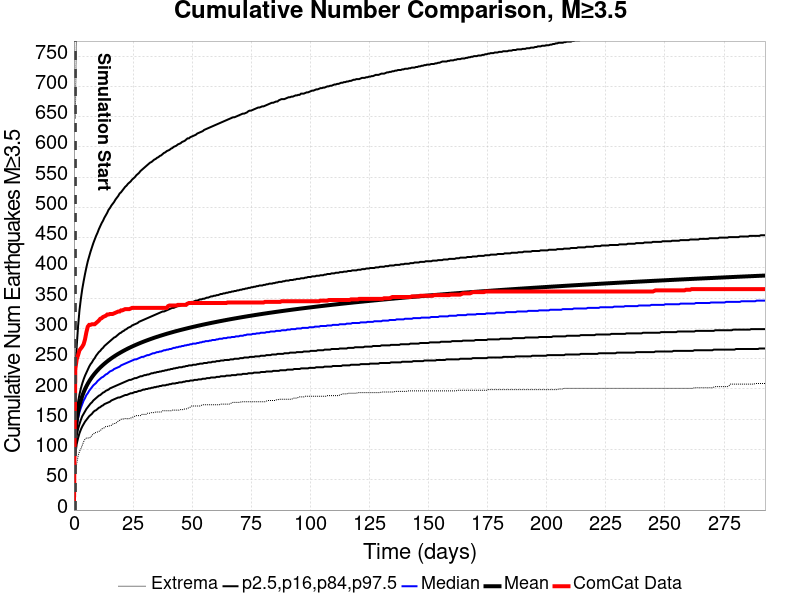 Cumulative Number Comparison, M≥3.5
Cumulative Num Earthquakes M≥3.5
750
700
650
600
550
500
450
400
350
300
250
200
150
100
50
0
Simulation Start
0 25 50 75 100 125 150 175 200 225 250 275
Time (days)
Extrema p2.5,p16,p84,p97.5 Median Mean ComCat Data